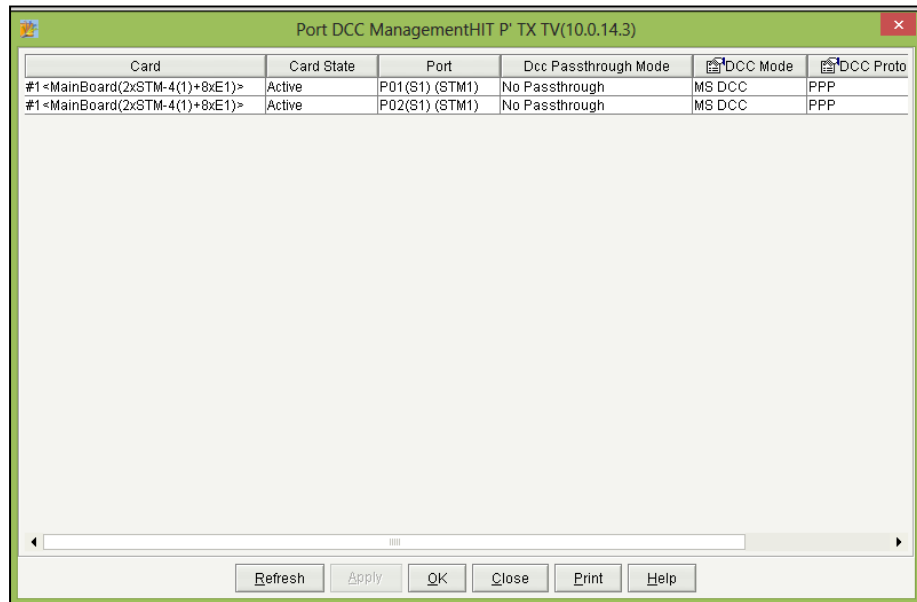 Port DCC ManagementHIT P' TX TV(10.0.14.3)
Card Card State Port Dcc Passthrough Mode DCC Mode DCC Proto
#1<MainBoard(2xSTM-4(1)+8xE1)> Active P01(S1) (STM1) No Passthrough MS DCC PPP
#1<MainBoard(2xSTM-4(1)+8xE1)> Active P02(S1) (STM1) No Passthrough MS DCC PPP
Refresh Apply OK Close Print Help